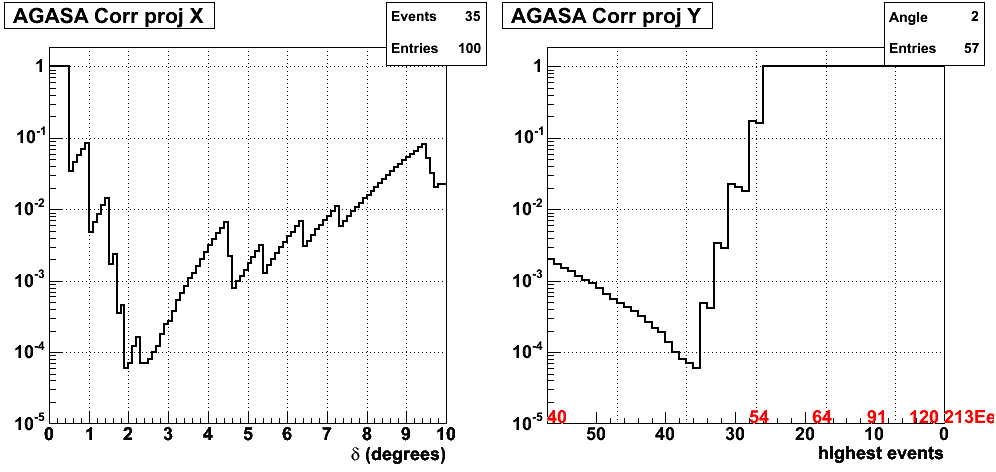 AGASA Corr proj X
Events 35
Entries 100
1
10-1
10-2
10-3
10-4
10-5
0 1 2 3 4 5 6 7 8 9 10
δ (degrees)
AGASA Corr proj Y
Angle 2
Entries 57
1
10-1
10-2
10-3
10-4
10-5
40 54 64 91 120 213Ee
50 40 30 20 10 0
highest events